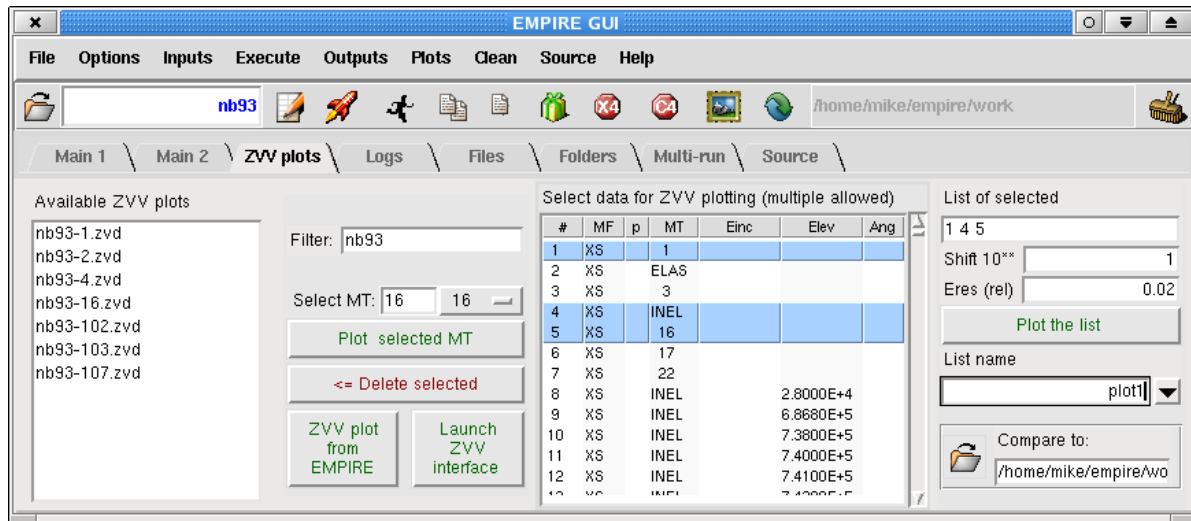 EMPIRE GUI
File Options Inputs Execute Outputs Plots Clean Source Help
nb93 X4 C4 /home/mike/empire/work
Main 1 Main 2 ZVV plots Logs Files Folders Multi-run Source
Available ZVV plots
nb93-1.zvd
nb93-2.zvd
nb93-4.zvd
nb93-16.zvd
nb93-102.zvd
nb93-103.zvd
nb93-107.zvd
Filter: nb93
Select MT: 16 16
Plot selected MT
<= Delete selected
ZVV plot
from
EMPIRE
Launch
ZVV
interface
Select data for ZVV plotting (multiple allowed)
# MF p MT Einc Elev Ang
1 XS 1
2 XS ELAS
3 XS 3
4 XS INEL
5 XS 16
6 XS 17
7 XS 22
8 XS INEL 2.8000E+4
9 XS INEL 6.8680E+5
10 XS INEL 7.3800E+5
11 XS INEL 7.4000E+5
12 XS INEL 7.4100E+5
List of selected
1 4 5
Shift 10** 1
Eres (rel) 0.02
Plot the list
List name
plot1
Compare to:
/home/mike/empire/wo